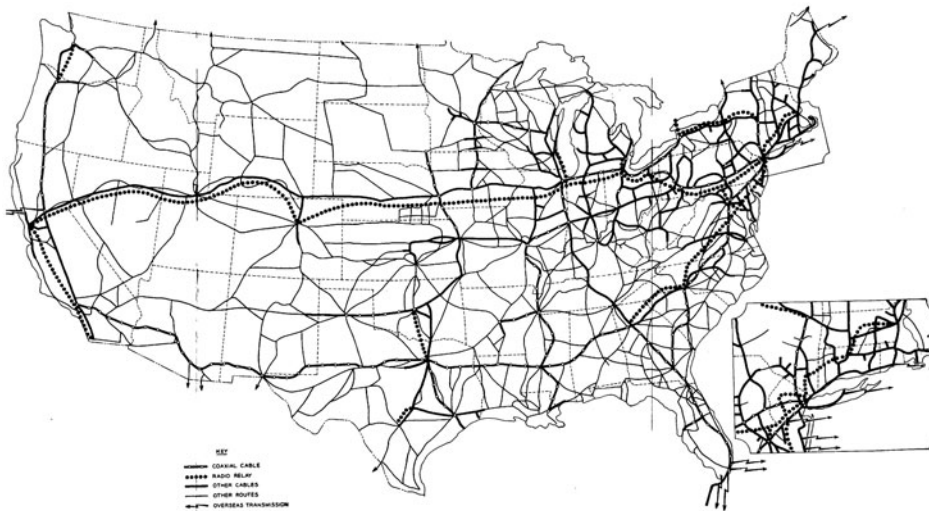 KEY
COAXIAL CABLE
RADIO RELAY
OTHER CABLES
OTHER ROUTES
OVERSEAS TRANSMISSION